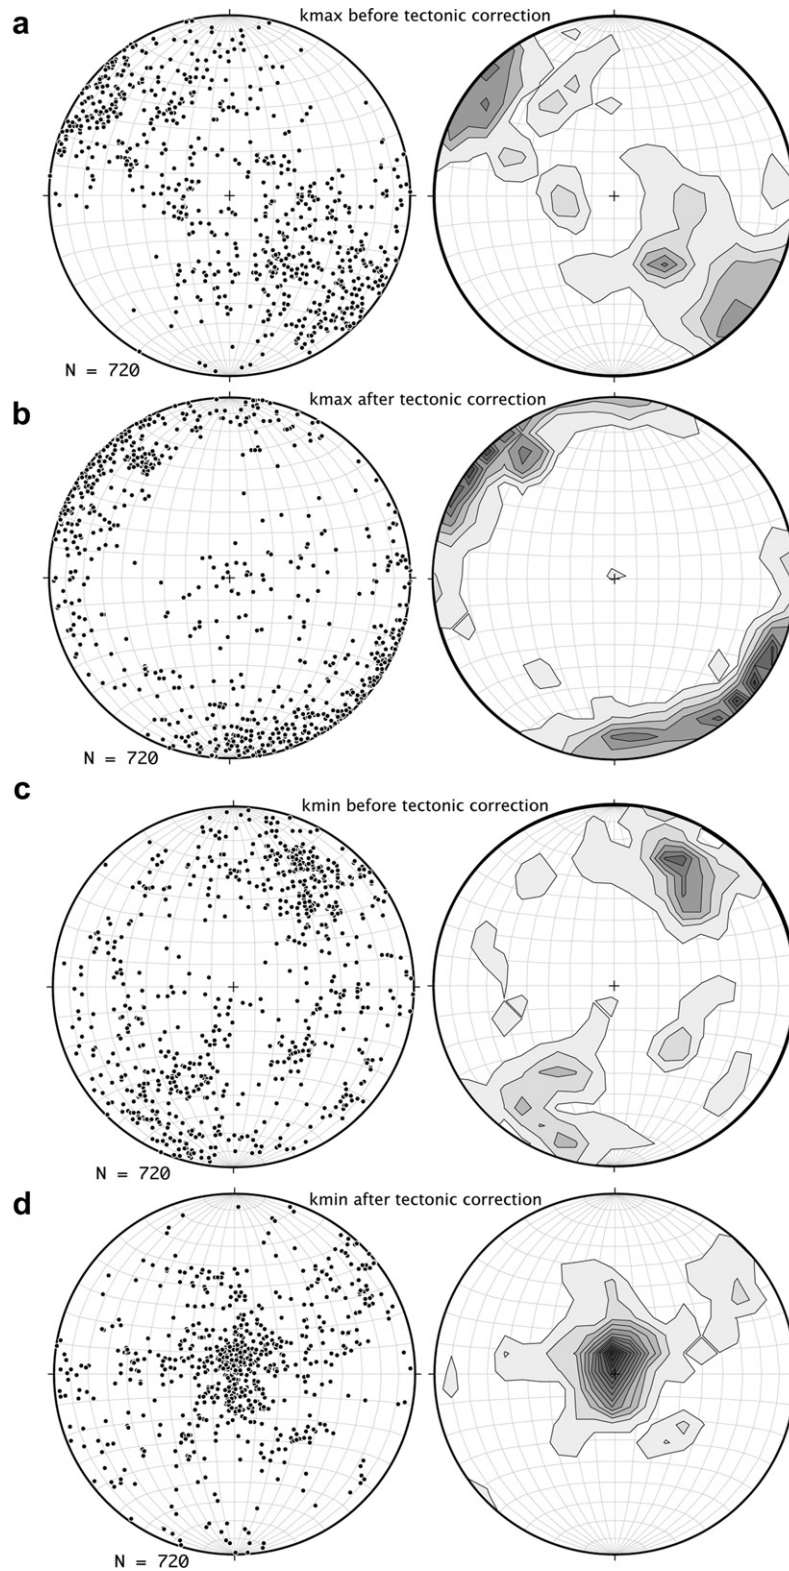 a
kmax before tectonic correction
N = 720
b
kmax after tectonic correction
N = 720
c
kmin before tectonic correction
N = 720
d
kmin after tectonic correction
N = 720